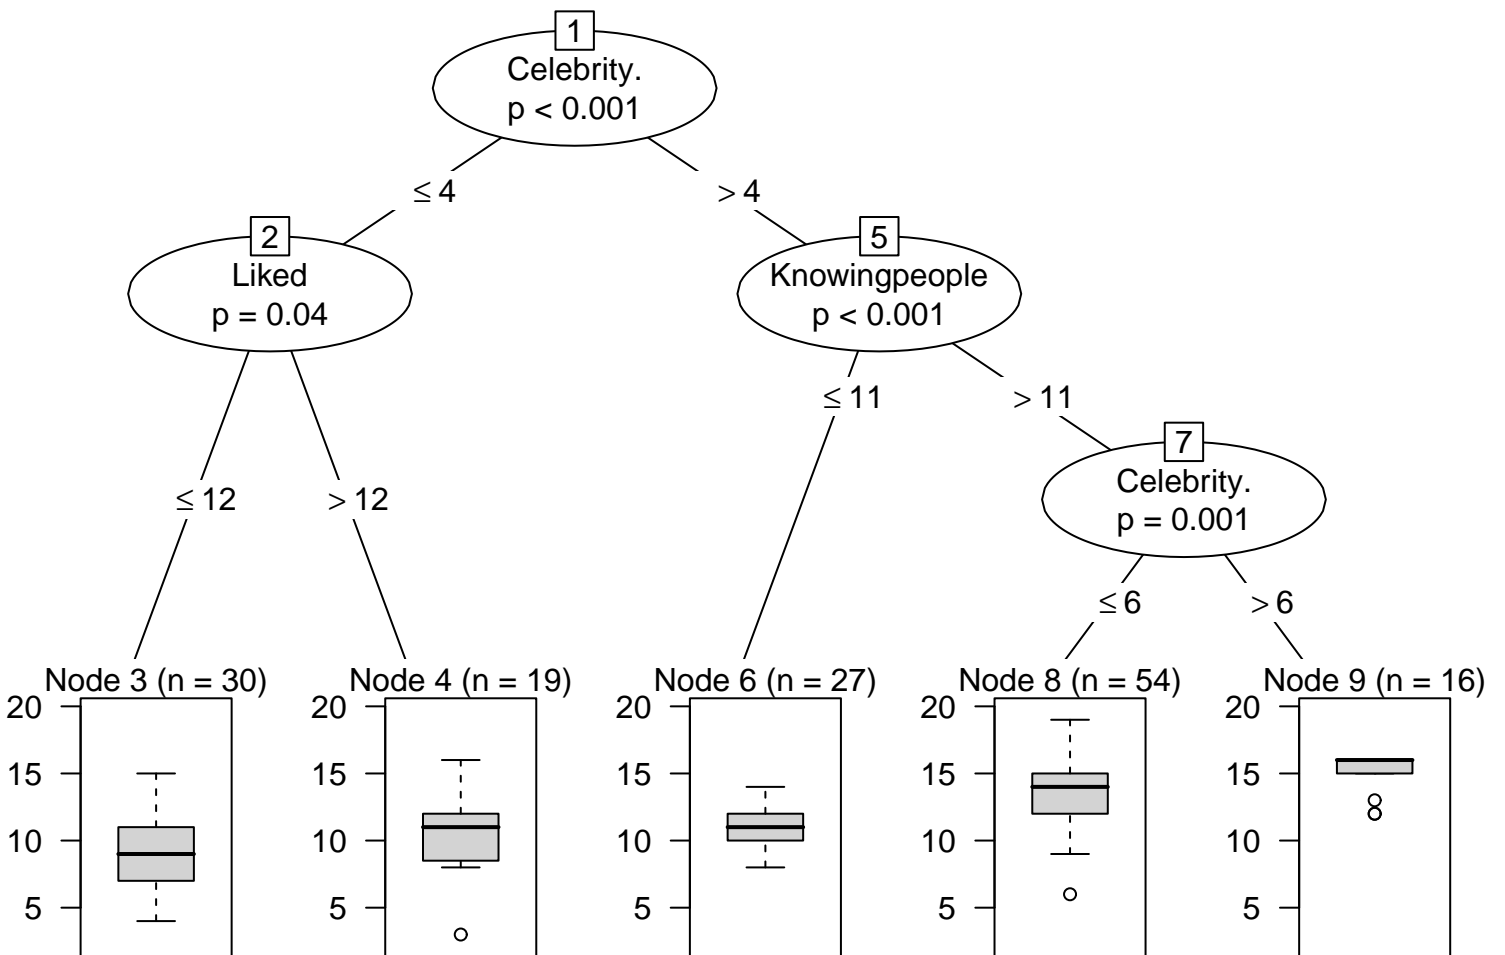 1
Celebrity.
p < 0.001
≤ 4
> 4
2
Liked
p = 0.04
5
Knowingpeople
p < 0.001
≤ 11
> 11
7
Celebrity.
p = 0.001
≤ 12
> 12
≤ 6
> 6
Node 3 (n = 30)
20
15
10
5
Node 4 (n = 19)
20
15
10
5
Node 6 (n = 27)
20
15
10
5
Node 8 (n = 54)
20
15
10
5
Node 9 (n = 16)
20
15
10
5